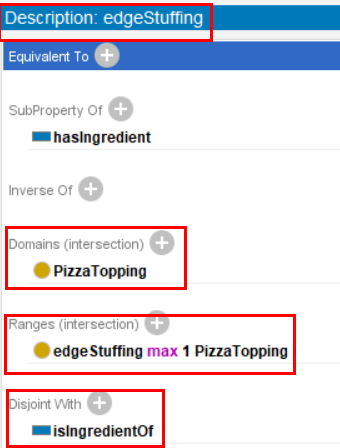 Description: edgeStuffing
Equivalent To
SubProperty Of
hasIngredient
Inverse Of
Domains (intersection)
PizzaTopping
Ranges (intersection)
edgeStuffing max 1 PizzaTopping
Disjoint With
isIngredientOf